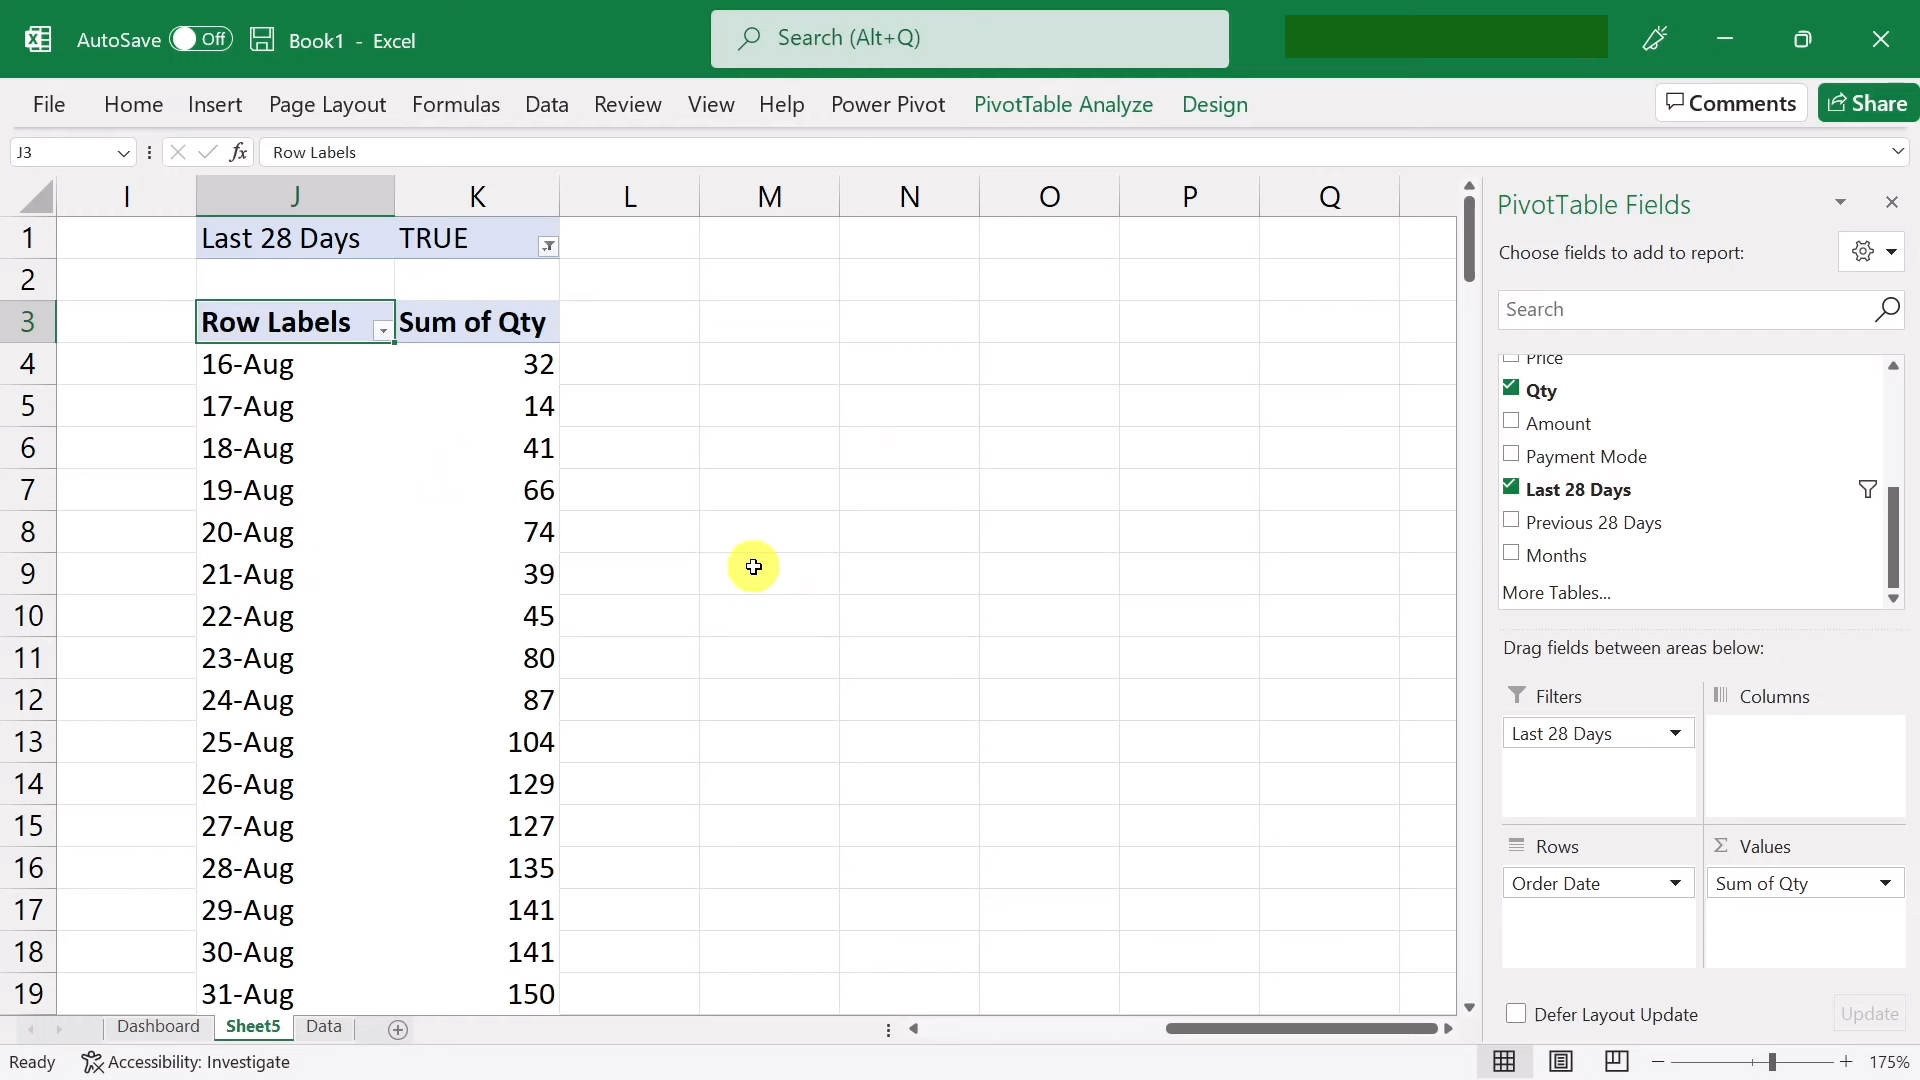 AutoSave Off Book1 - Excel Search (Alt+Q)
File Home Insert Page Layout Formulas Data Review View Help Power Pivot PivotTable Analyze Design Comments Share
J3 fx Row Labels
I J K L M N O P Q
1 Last 28 Days TRUE
2
3 Row Labels Sum of Qty
4 16-Aug 32
5 17-Aug 14
6 18-Aug 41
7 19-Aug 66
8 20-Aug 74
9 21-Aug 39
10 22-Aug 45
11 23-Aug 80
12 24-Aug 87
13 25-Aug 104
14 26-Aug 129
15 27-Aug 127
16 28-Aug 135
17 29-Aug 141
18 30-Aug 141
19 31-Aug 150
PivotTable Fields
Choose fields to add to report:
Search
Price
Qty
Amount
Payment Mode
Last 28 Days
Previous 28 Days
Months
More Tables...
Drag fields between areas below:
Filters Columns
Last 28 Days
Rows Σ Values
Order Date Sum of Qty
Defer Layout Update Update
Dashboard Sheet5 Data
Ready Accessibility: Investigate 175%